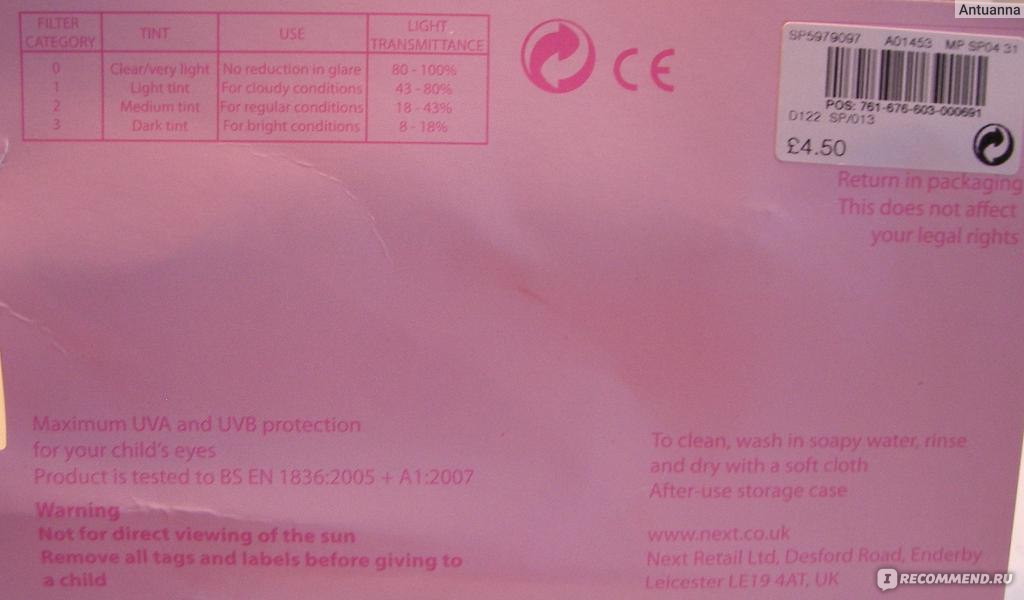 Antuanna
FILTER CATEGORY TINT USE LIGHT TRANSMITTANCE
0 Clear/very light No reduction in glare 80 - 100%
1 Light tint For cloudy conditions 43 - 80%
2 Medium tint For regular conditions 18 - 43%
3 Dark tint For bright conditions 8 - 18%
CE
SP5979097 A01453 MP SP04 31
POS: 761-676-603-000691
D122 SP/013
£4.50
Return in packaging
This does not affect
your legal rights
Maximum UVA and UVB protection
for your child's eyes
Product is tested to BS EN 1836:2005 + A1:2007
Warning
Not for direct viewing of the sun
Remove all tags and labels before giving to
a child
To clean, wash in soapy water, rinse
and dry with a soft cloth
After-use storage case
www.next.co.uk
Next Retail Ltd, Desford Road, Enderby
Leicester LE19 4AT, UK
IRECOMMEND.RU